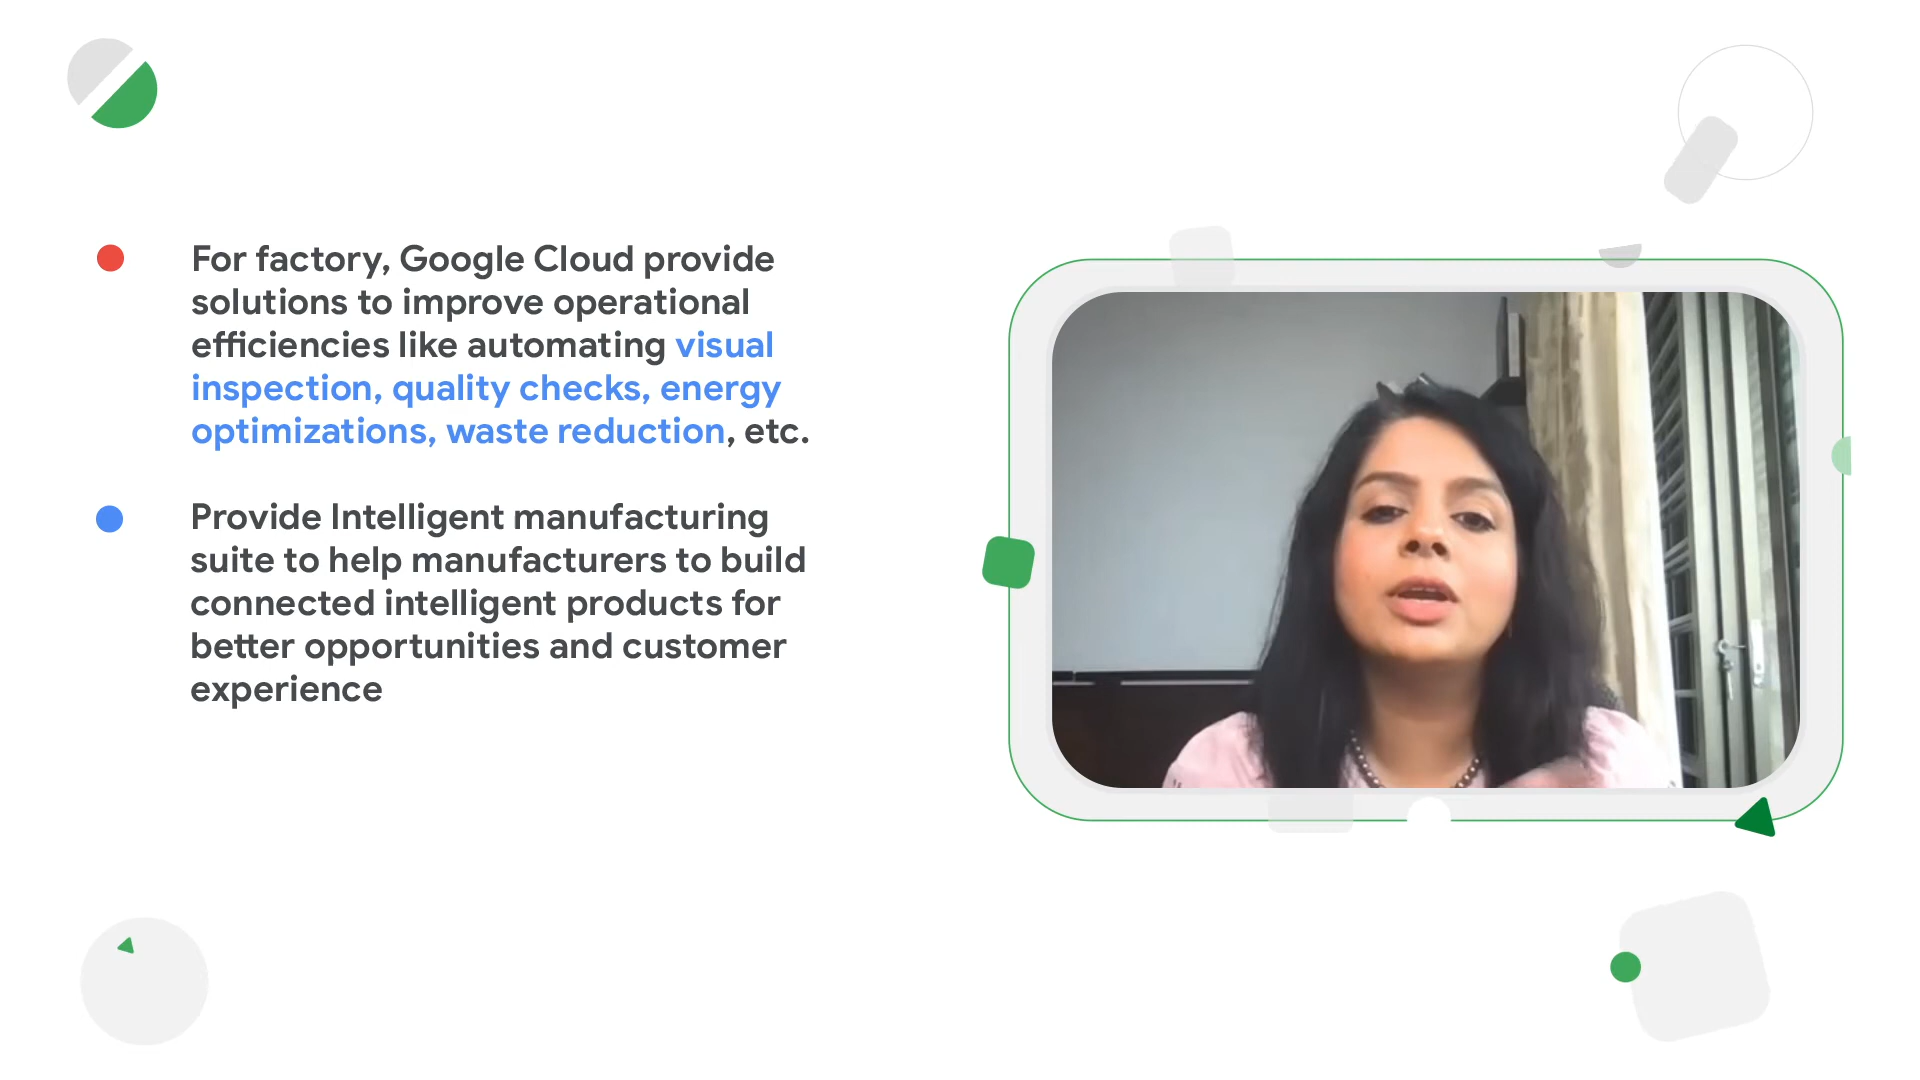 For factory, Google Cloud provide
solutions to improve operational
efficiencies like automating visual
inspection, quality checks, energy
optimizations, waste reduction, etc.
Provide Intelligent manufacturing
suite to help manufacturers to build
connected intelligent products for
better opportunities and customer
experience